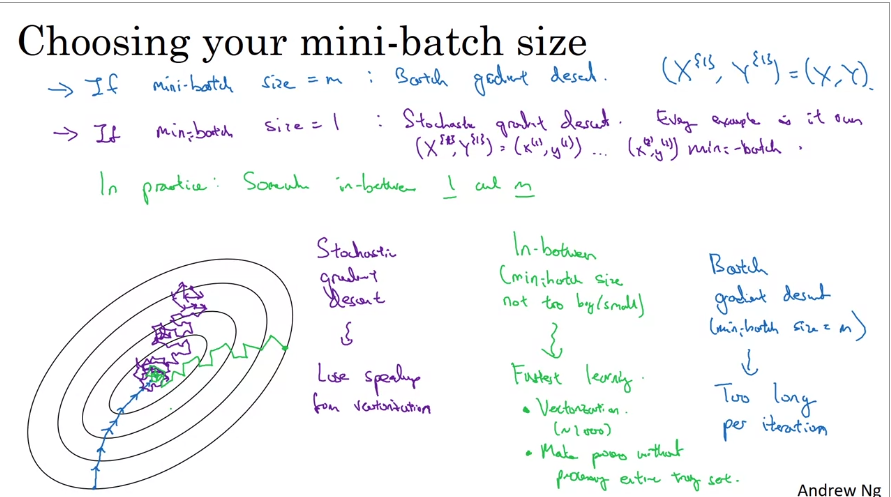 Choosing your mini-batch size
→ If mini-batch size = m : Batch gradient descent. (X^{1}, Y^{1}) = (X, Y).
→ If mini-batch size = 1 : Stochastic gradient descent. Every example is it own
(X^{1}, Y^{1}) = (x^(1), y^(1)) ... (x^(2), y^(2)) mini-batch.
In practice: Somewhere in-between 1 and m
Stochastic
gradient
descent
Lose speedup
from vectorization
In-between
(mini-batch size
not too big/small)
Fastest learning.
• Vectorization.
(~1000)
• Make progress without
processing entire training set.
Batch
gradient descent
(mini-batch size = m)
Too long
per iteration
Andrew Ng